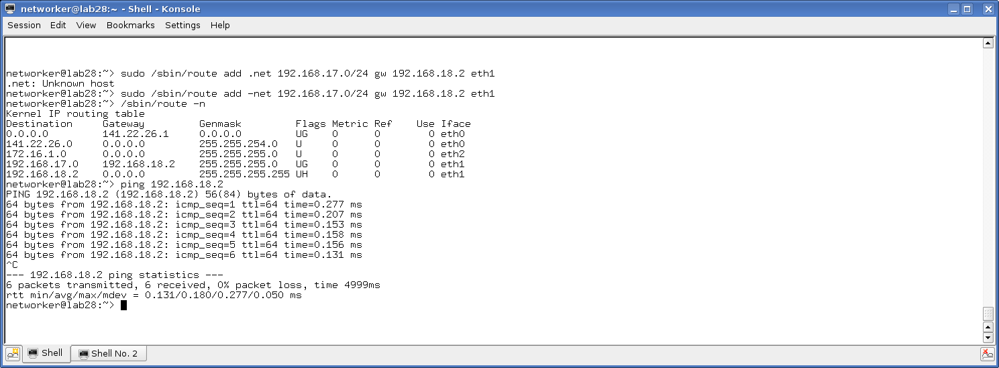 networker@lab28:~ - Shell - Konsole
Session Edit View Bookmarks Settings Help
networker@lab28:~> sudo /sbin/route add .net 192.168.17.0/24 gw 192.168.18.2 eth1
.net: Unknown host
networker@lab28:~> sudo /sbin/route add -net 192.168.17.0/24 gw 192.168.18.2 eth1
networker@lab28:~> /sbin/route -n
Kernel IP routing table
Destination     Gateway         Genmask         Flags Metric Ref    Use Iface
0.0.0.0         141.22.26.1     0.0.0.0         UG    0      0        0 eth0
141.22.26.0     0.0.0.0         255.255.254.0   U     0      0        0 eth0
172.16.1.0      0.0.0.0         255.255.255.0   U     0      0        0 eth2
192.168.17.0    192.168.18.2    255.255.255.0   UG    0      0        0 eth1
192.168.18.2    0.0.0.0         255.255.255.255 UH    0      0        0 eth1
networker@lab28:~> ping 192.168.18.2
PING 192.168.18.2 (192.168.18.2) 56(84) bytes of data.
64 bytes from 192.168.18.2: icmp_seq=1 ttl=64 time=0.277 ms
64 bytes from 192.168.18.2: icmp_seq=2 ttl=64 time=0.207 ms
64 bytes from 192.168.18.2: icmp_seq=3 ttl=64 time=0.153 ms
64 bytes from 192.168.18.2: icmp_seq=4 ttl=64 time=0.158 ms
64 bytes from 192.168.18.2: icmp_seq=5 ttl=64 time=0.156 ms
64 bytes from 192.168.18.2: icmp_seq=6 ttl=64 time=0.131 ms
^C
--- 192.168.18.2 ping statistics ---
6 packets transmitted, 6 received, 0% packet loss, time 4999ms
rtt min/avg/max/mdev = 0.131/0.180/0.277/0.050 ms
networker@lab28:~>
Shell Shell No. 2